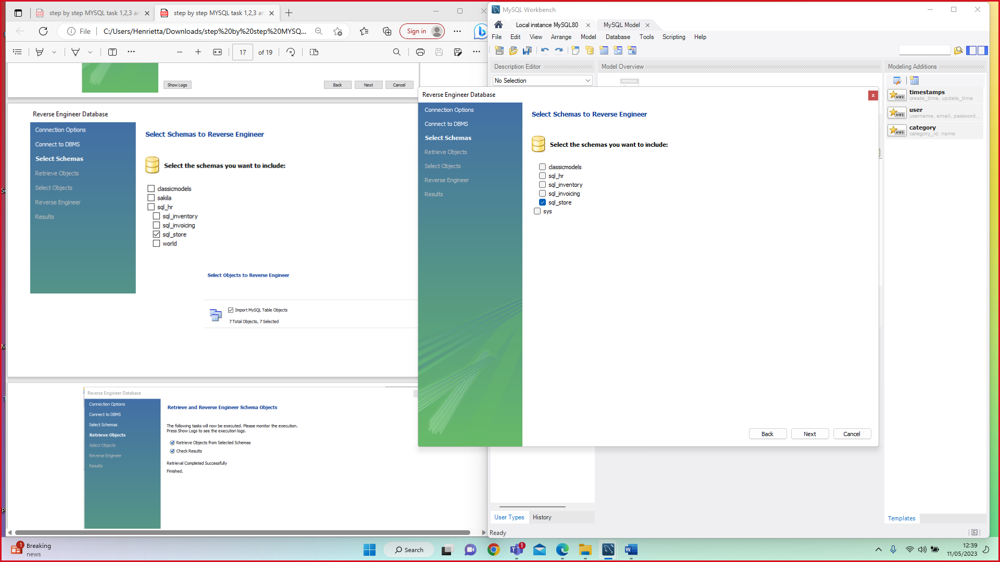 step by step MYSQL task 1,2,3 an
step by step MYSQL task 1,2,3 an
File
C:/Users/Henrietta/Downloads/step%20by%20step%20MYSQ...
Sign in
17
of 19
Show Logs
Back
Next
Cancel
Reverse Engineer Database
Connection Options
Connect to DBMS
Select Schemas
Retrieve Objects
Select Objects
Reverse Engineer
Results
Select Schemas to Reverse Engineer
Select the schemas you want to include:
classicmodels
sakila
sql_hr
sql_inventory
sql_invoicing
sql_store
world
Select Objects to Reverse Engineer
Import MySQL Table Objects
7 Total Objects, 7 Selected
Reverse Engineer Database
Connection Options
Connect to DBMS
Select Schemas
Retrieve Objects
Select Objects
Reverse Engineer
Results
Retrieve and Reverse Engineer Schema Objects
The following tasks will now be executed. Please monitor the execution.
Press Show Logs to see the execution logs.
Retrieve Objects from Selected Schemas
Check Results
Retrieval Completed Successfully
Finished.
MySQL Workbench
Local instance MySQL80
MySQL Model
File Edit View Arrange Model Database Tools Scripting Help
Description Editor
Model Overview
Modeling Additions
No Selection
PHYSICAL
timestamps
create_time, update_time
user
username, email, password...
category
category_id, name
Reverse Engineer Database
Connection Options
Connect to DBMS
Select Schemas
Retrieve Objects
Select Objects
Reverse Engineer
Results
Select Schemas to Reverse Engineer
Select the schemas you want to include:
classicmodels
sql_hr
sql_inventory
sql_invoicing
sql_store
sys
Back
Next
Cancel
User Types
History
Templates
Ready
1
Breaking
news
Search
1
12:39
11/05/2023